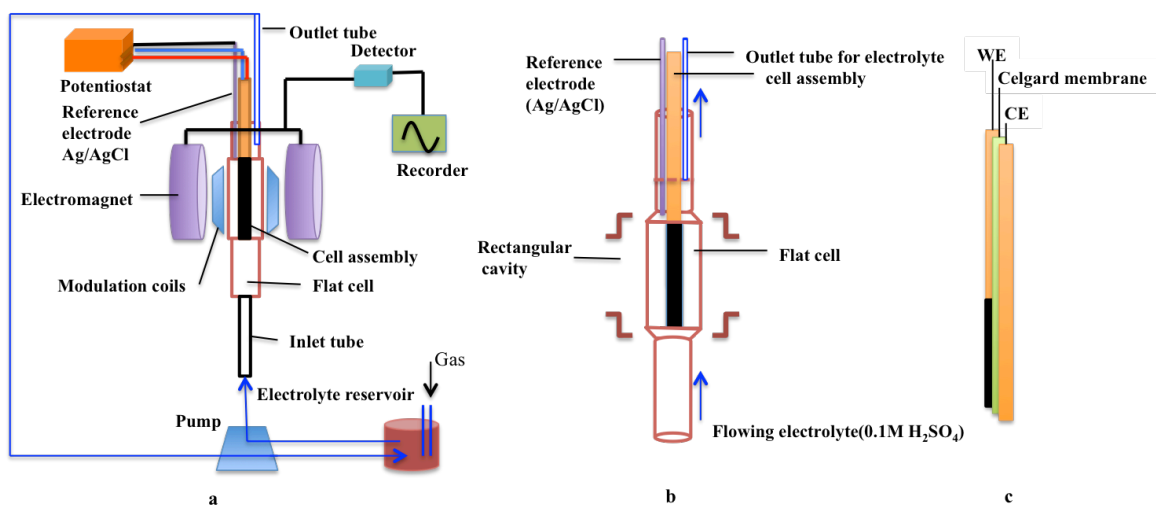 Outlet tube
Detector
Potentiostat
Reference
electrode
Ag/AgCl
Recorder
Electromagnet
Cell assembly
Modulation coils
Flat cell
Inlet tube
Gas
Electrolyte reservoir
Pump
a
Reference
electrode
(Ag/AgCl)
Outlet tube for electrolyte
cell assembly
Rectangular
cavity
Flat cell
Flowing electrolyte(0.1M H₂SO₄)
b
WE
Celgard membrane
CE
c